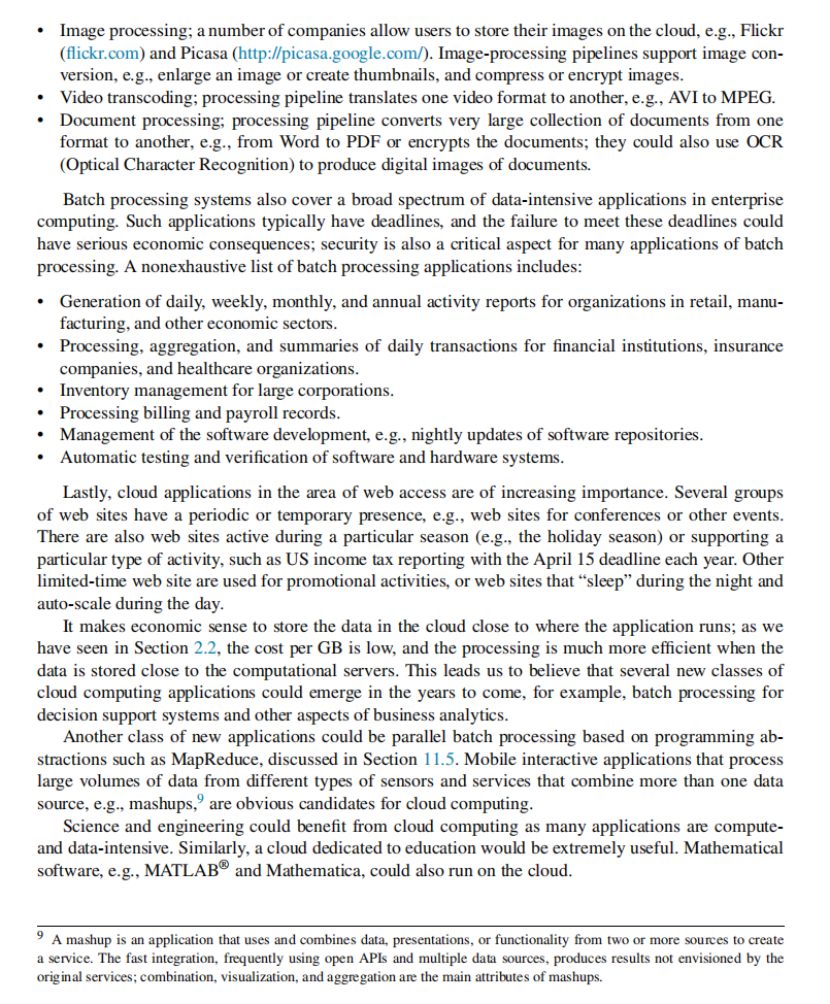 • Image processing; a number of companies allow users to store their images on the cloud, e.g., Flickr
(flickr.com) and Picasa (http://picasa.google.com/). Image-processing pipelines support image con-
version, e.g., enlarge an image or create thumbnails, and compress or encrypt images.
• Video transcoding; processing pipeline translates one video format to another, e.g., AVI to MPEG.
• Document processing; processing pipeline converts very large collection of documents from one
format to another, e.g., from Word to PDF or encrypts the documents; they could also use OCR
(Optical Character Recognition) to produce digital images of documents.
Batch processing systems also cover a broad spectrum of data-intensive applications in enterprise
computing. Such applications typically have deadlines, and the failure to meet these deadlines could
have serious economic consequences; security is also a critical aspect for many applications of batch
processing. A nonexhaustive list of batch processing applications includes:
• Generation of daily, weekly, monthly, and annual activity reports for organizations in retail, manu-
facturing, and other economic sectors.
• Processing, aggregation, and summaries of daily transactions for financial institutions, insurance
companies, and healthcare organizations.
• Inventory management for large corporations.
• Processing billing and payroll records.
• Management of the software development, e.g., nightly updates of software repositories.
• Automatic testing and verification of software and hardware systems.
Lastly, cloud applications in the area of web access are of increasing importance. Several groups
of web sites have a periodic or temporary presence, e.g., web sites for conferences or other events.
There are also web sites active during a particular season (e.g., the holiday season) or supporting a
particular type of activity, such as US income tax reporting with the April 15 deadline each year. Other
limited-time web site are used for promotional activities, or web sites that “sleep” during the night and
auto-scale during the day.
It makes economic sense to store the data in the cloud close to where the application runs; as we
have seen in Section 2.2, the cost per GB is low, and the processing is much more efficient when the
data is stored close to the computational servers. This leads us to believe that several new classes of
cloud computing applications could emerge in the years to come, for example, batch processing for
decision support systems and other aspects of business analytics.
Another class of new applications could be parallel batch processing based on programming ab-
stractions such as MapReduce, discussed in Section 11.5. Mobile interactive applications that process
large volumes of data from different types of sensors and services that combine more than one data
source, e.g., mashups,⁹ are obvious candidates for cloud computing.
Science and engineering could benefit from cloud computing as many applications are compute-
and data-intensive. Similarly, a cloud dedicated to education would be extremely useful. Mathematical
software, e.g., MATLAB® and Mathematica, could also run on the cloud.
⁹ A mashup is an application that uses and combines data, presentations, or functionality from two or more sources to create
a service. The fast integration, frequently using open APIs and multiple data sources, produces results not envisioned by the
original services; combination, visualization, and aggregation are the main attributes of mashups.